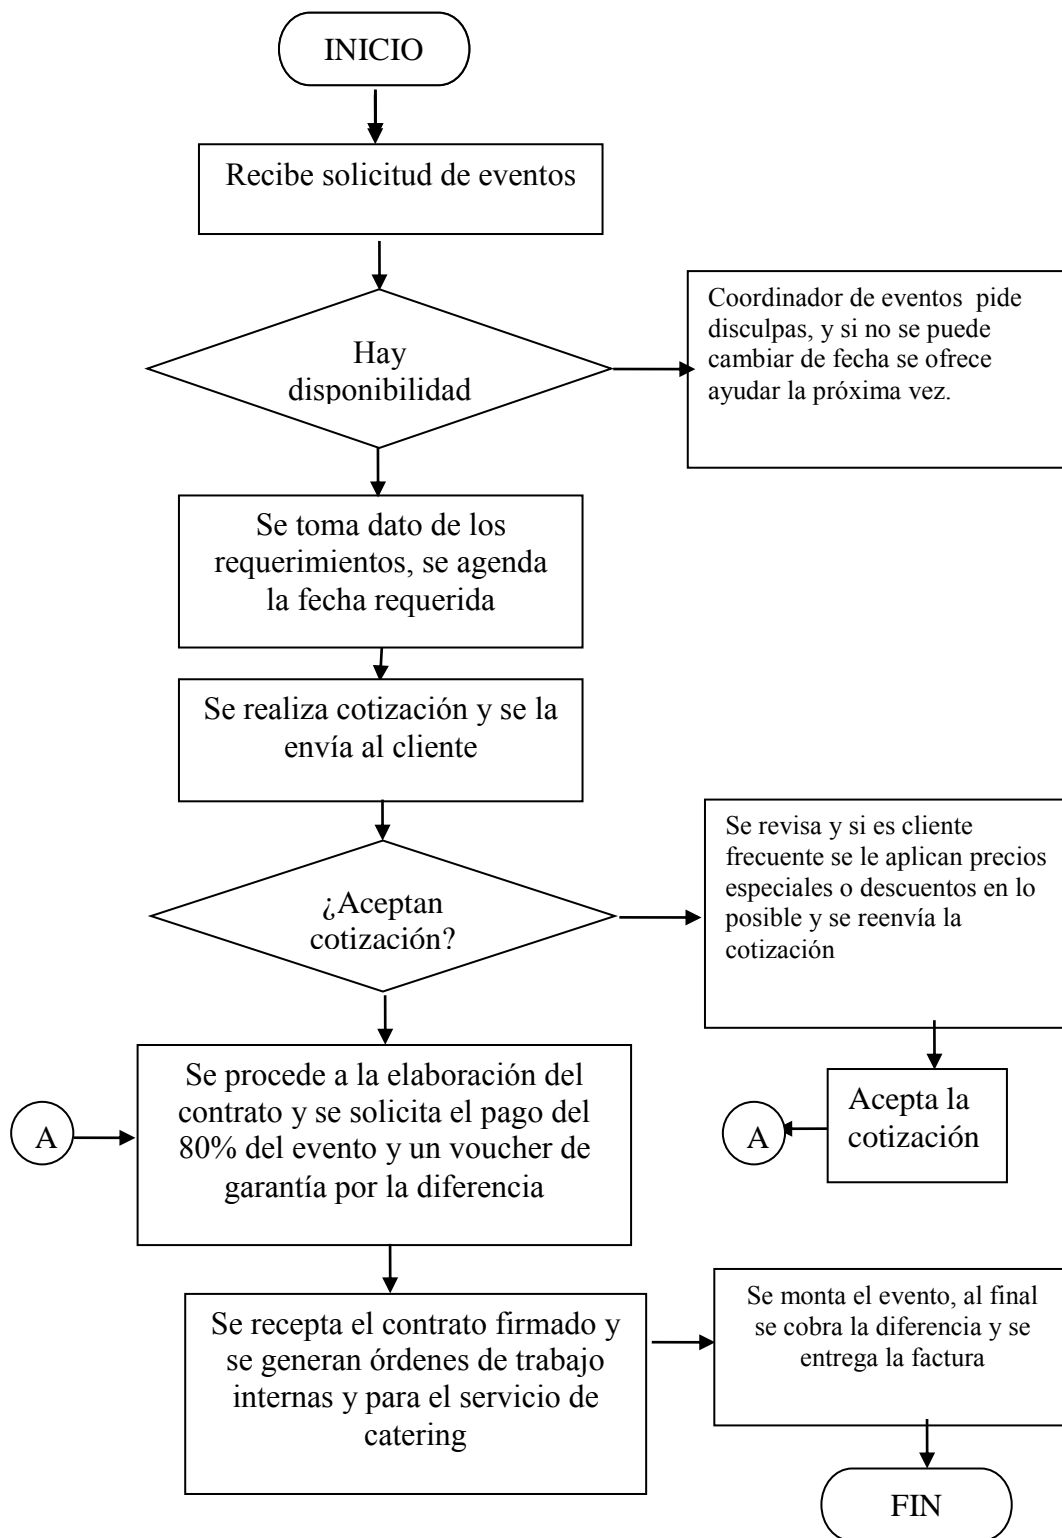 INICIO
Recibe solicitud de eventos
Hay
disponibilidad
Coordinador de eventos  pide
disculpas, y si no se puede
cambiar de fecha se ofrece
ayudar la próxima vez.
Se toma dato de los
requerimientos, se agenda
la fecha requerida
Se realiza cotización y se la
envía al cliente
¿Aceptan
cotización?
Se revisa y si es cliente
frecuente se le aplican precios
especiales o descuentos en lo
posible y se reenvía la
cotización
Acepta la
cotización
A
A
Se procede a la elaboración del
contrato y se solicita el pago del
80% del evento y un voucher de
garantía por la diferencia
Se recepta el contrato firmado y
se generan órdenes de trabajo
internas y para el servicio de
catering
Se monta el evento, al final
se cobra la diferencia y se
entrega la factura
FIN